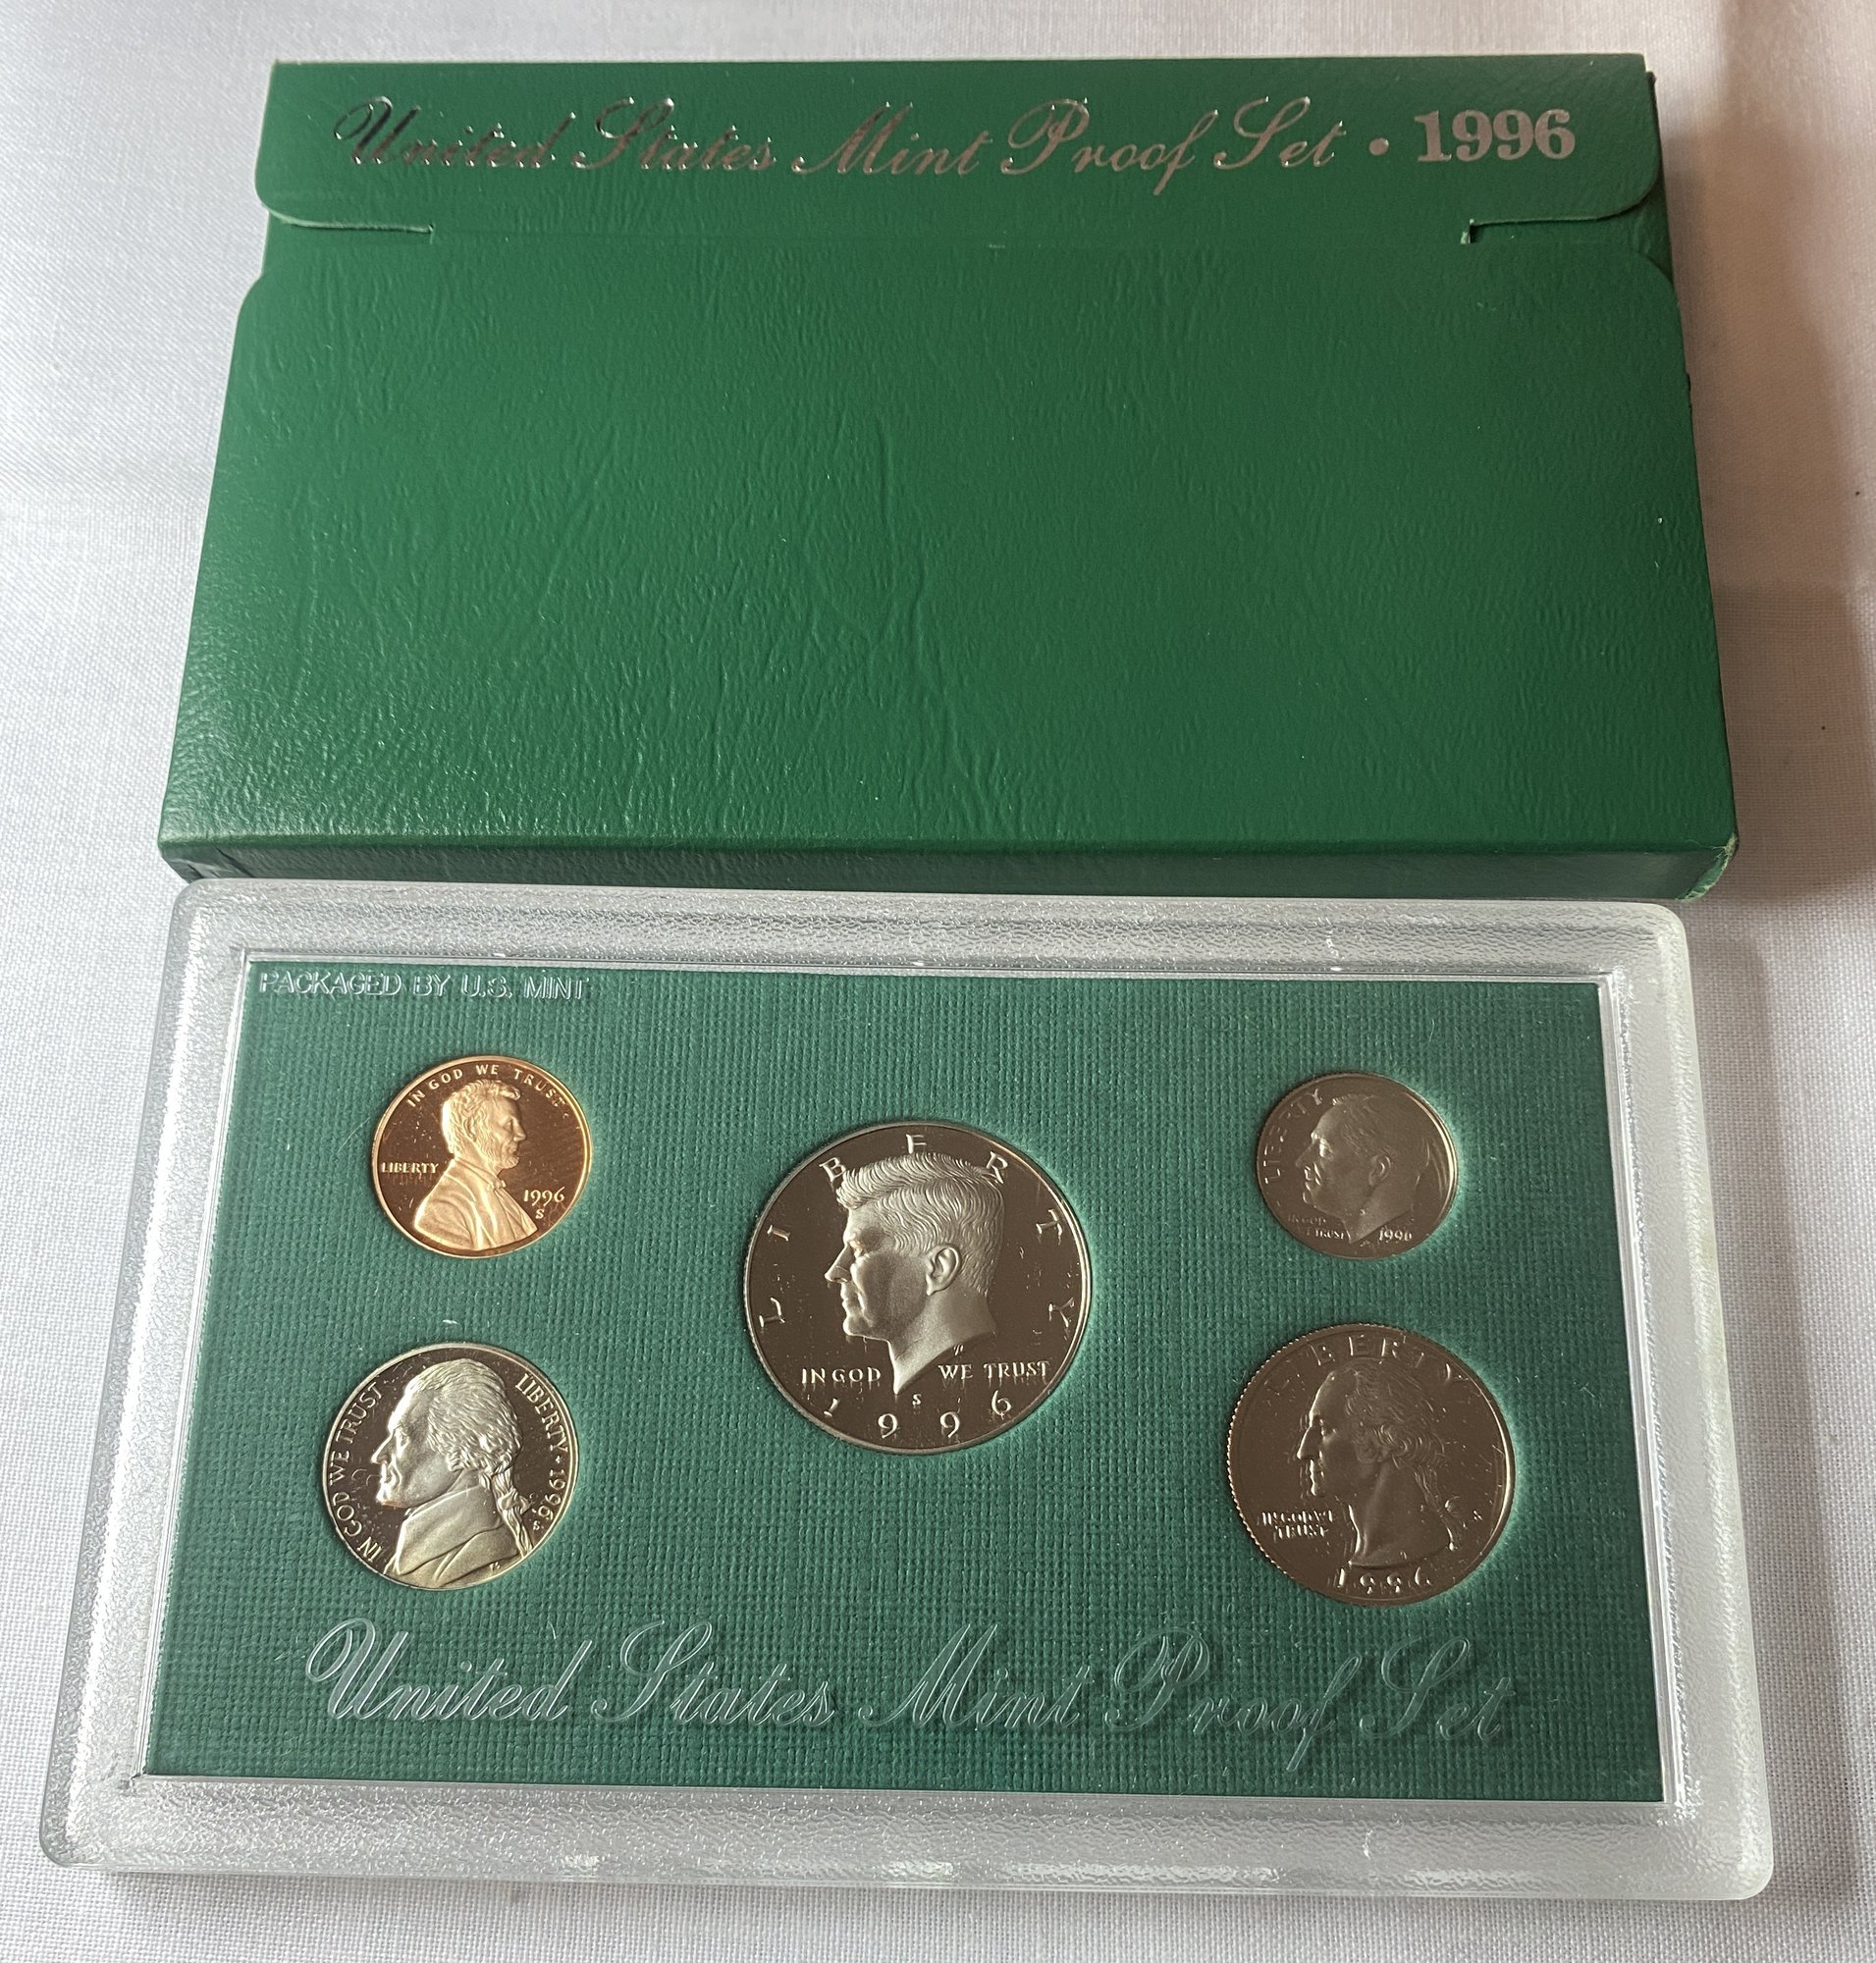 United States Mint Proof Set • 1996
PACKAGED BY U.S. MINT
IN GOD WE TRUST
LIBERTY
1996
S
LIBERTY
IN GOD WE TRUST
S
1996
LIBERTY
IN GOD
TRUST
1996
IN GOD WE TRUST
LIBERTY • 1996
S
LIBERTY
IN GOD WE
TRUST
S
1996
United States Mint Proof Set